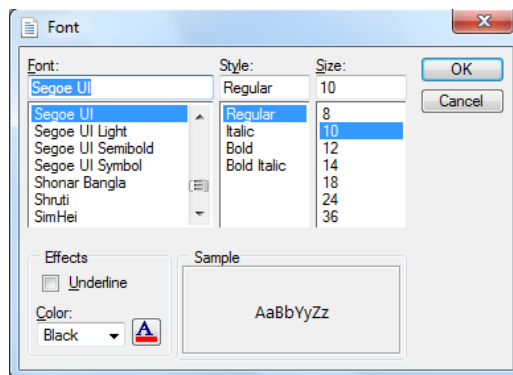 Font
Font:
Segoe UI
Segoe UI
Segoe UI Light
Segoe UI Semibold
Segoe UI Symbol
Shonar Bangla
Shruti
SimHei
Style:
Regular
Regular
Italic
Bold
Bold Italic
Size:
10
8
10
12
14
18
24
36
OK
Cancel
Effects
Underline
Color:
Black
A
Sample
AaBbYyZz